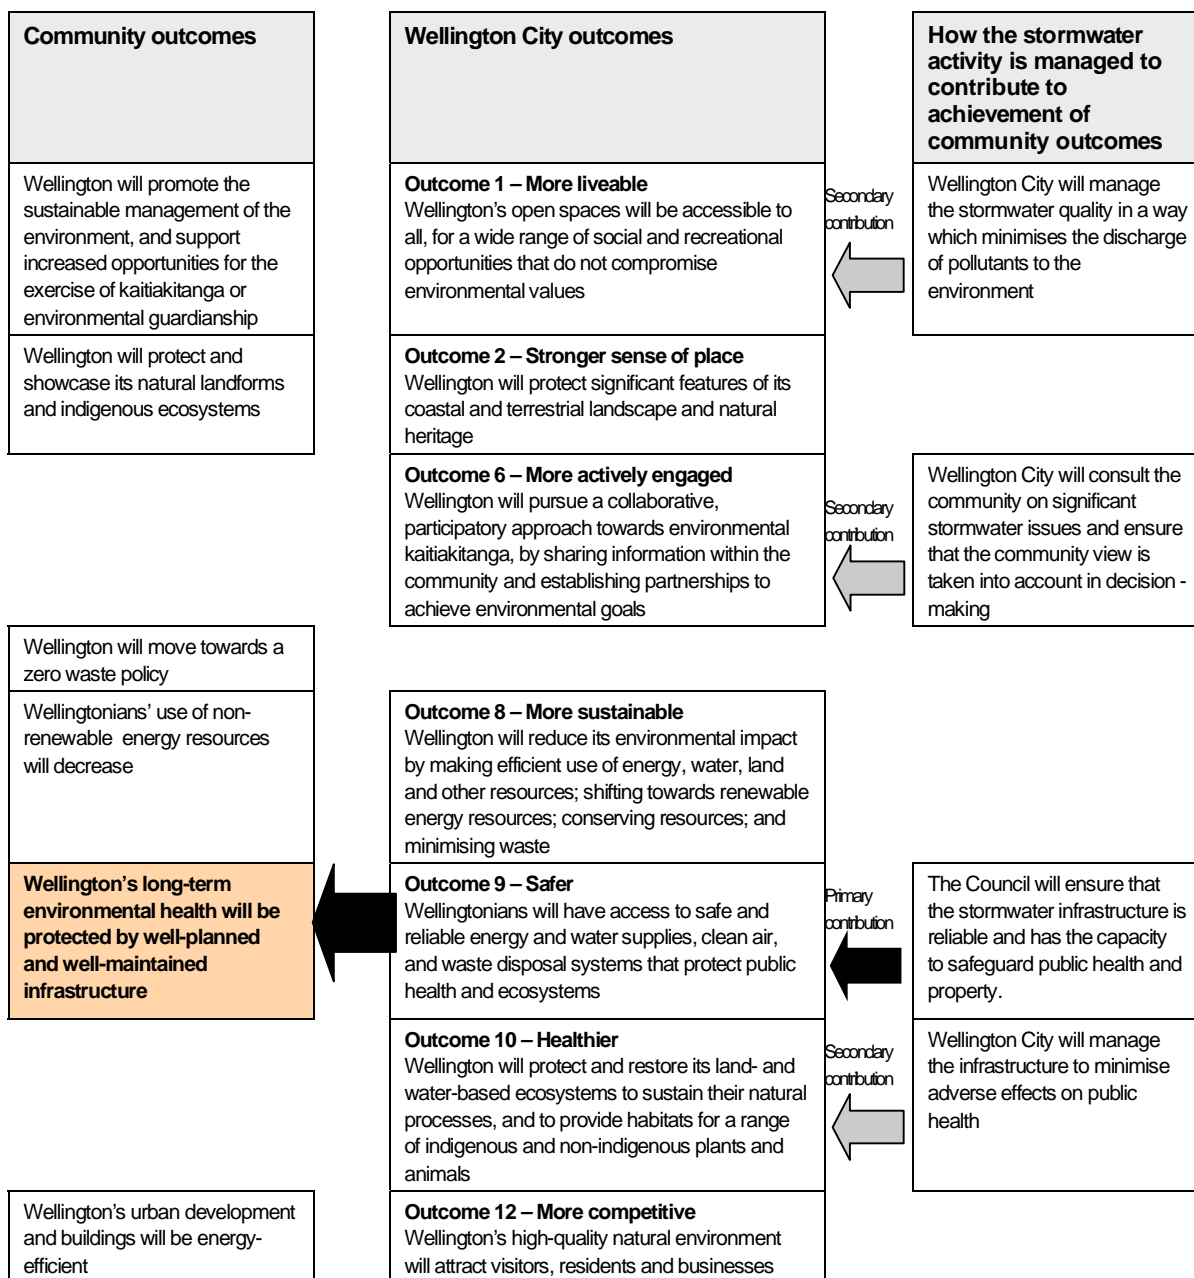 Community outcomes
Wellington City outcomes
How the stormwater
activity is managed to
contribute to
achievement of
community outcomes
Wellington will promote the
sustainable management of the
environment, and support
increased opportunities for the
exercise of kaitiakitanga or
environmental guardianship
Outcome 1 – More liveable
Wellington's open spaces will be accessible to
all, for a wide range of social and recreational
opportunities that do not compromise
environmental values
Secondary
contribution
Wellington City will manage
the stormwater quality in a way
which minimises the discharge
of pollutants to the
environment
Wellington will protect and
showcase its natural landforms
and indigenous ecosystems
Outcome 2 – Stronger sense of place
Wellington will protect significant features of its
coastal and terrestrial landscape and natural
heritage
Outcome 6 – More actively engaged
Wellington will pursue a collaborative,
participatory approach towards environmental
kaitiakitanga, by sharing information within the
community and establishing partnerships to
achieve environmental goals
Secondary
contribution
Wellington City will consult the
community on significant
stormwater issues and ensure
that the community view is
taken into account in decision -
making
Wellington will move towards a
zero waste policy
Wellingtonians' use of non-
renewable energy resources
will decrease
Outcome 8 – More sustainable
Wellington will reduce its environmental impact
by making efficient use of energy, water, land
and other resources; shifting towards renewable
energy resources; conserving resources; and
minimising waste
Wellington's long-term
environmental health will be
protected by well-planned
and well-maintained
infrastructure
Outcome 9 – Safer
Wellingtonians will have access to safe and
reliable energy and water supplies, clean air,
and waste disposal systems that protect public
health and ecosystems
Primary
contribution
The Council will ensure that
the stormwater infrastructure is
reliable and has the capacity
to safeguard public health and
property.
Outcome 10 – Healthier
Wellington will protect and restore its land- and
water-based ecosystems to sustain their natural
processes, and to provide habitats for a range
of indigenous and non-indigenous plants and
animals
Secondary
contribution
Wellington City will manage
the infrastructure to minimise
adverse effects on public
health
Wellington's urban development
and buildings will be energy-
efficient
Outcome 12 – More competitive
Wellington's high-quality natural environment
will attract visitors, residents and businesses